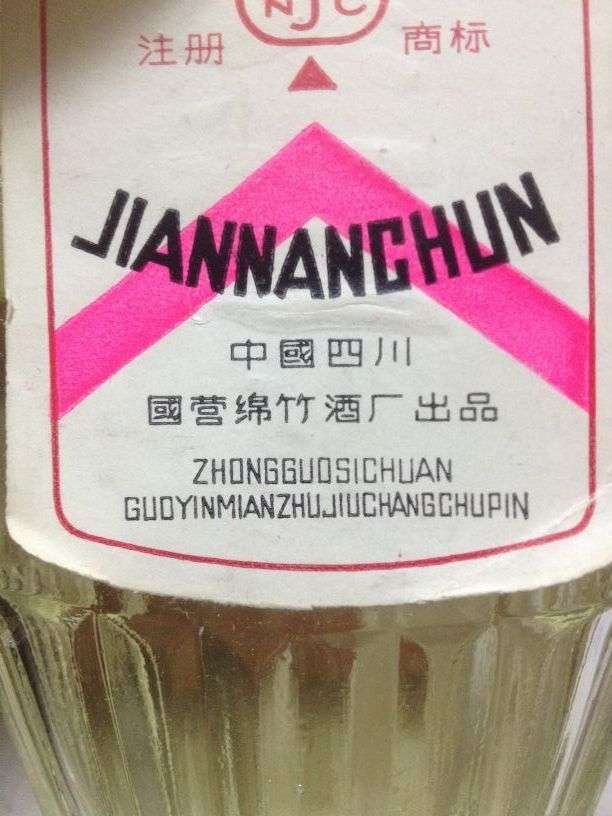 NJC
注册 商标
JIANNANCHUN
中國四川
國营绵竹酒厂出品
ZHONGGUOSICHUAN
GUOYINMIANZHUJIUCHANGCHUPIN